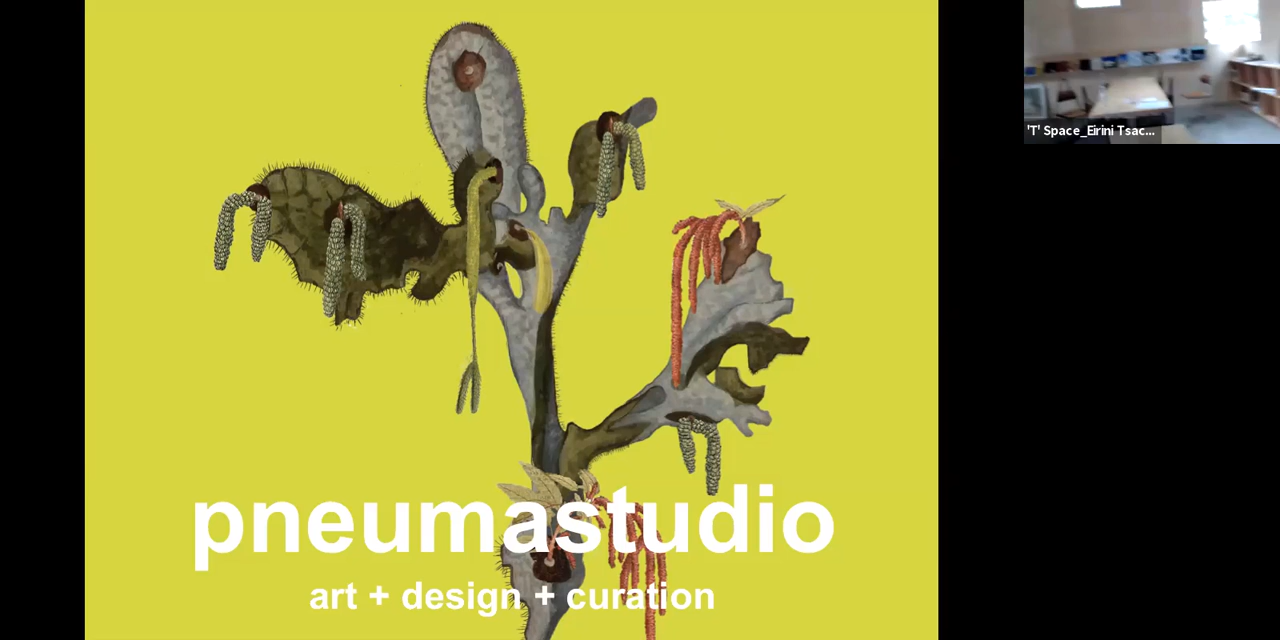 pneumastudio
art + design + curation
'T' Space_Eirini Tsac...